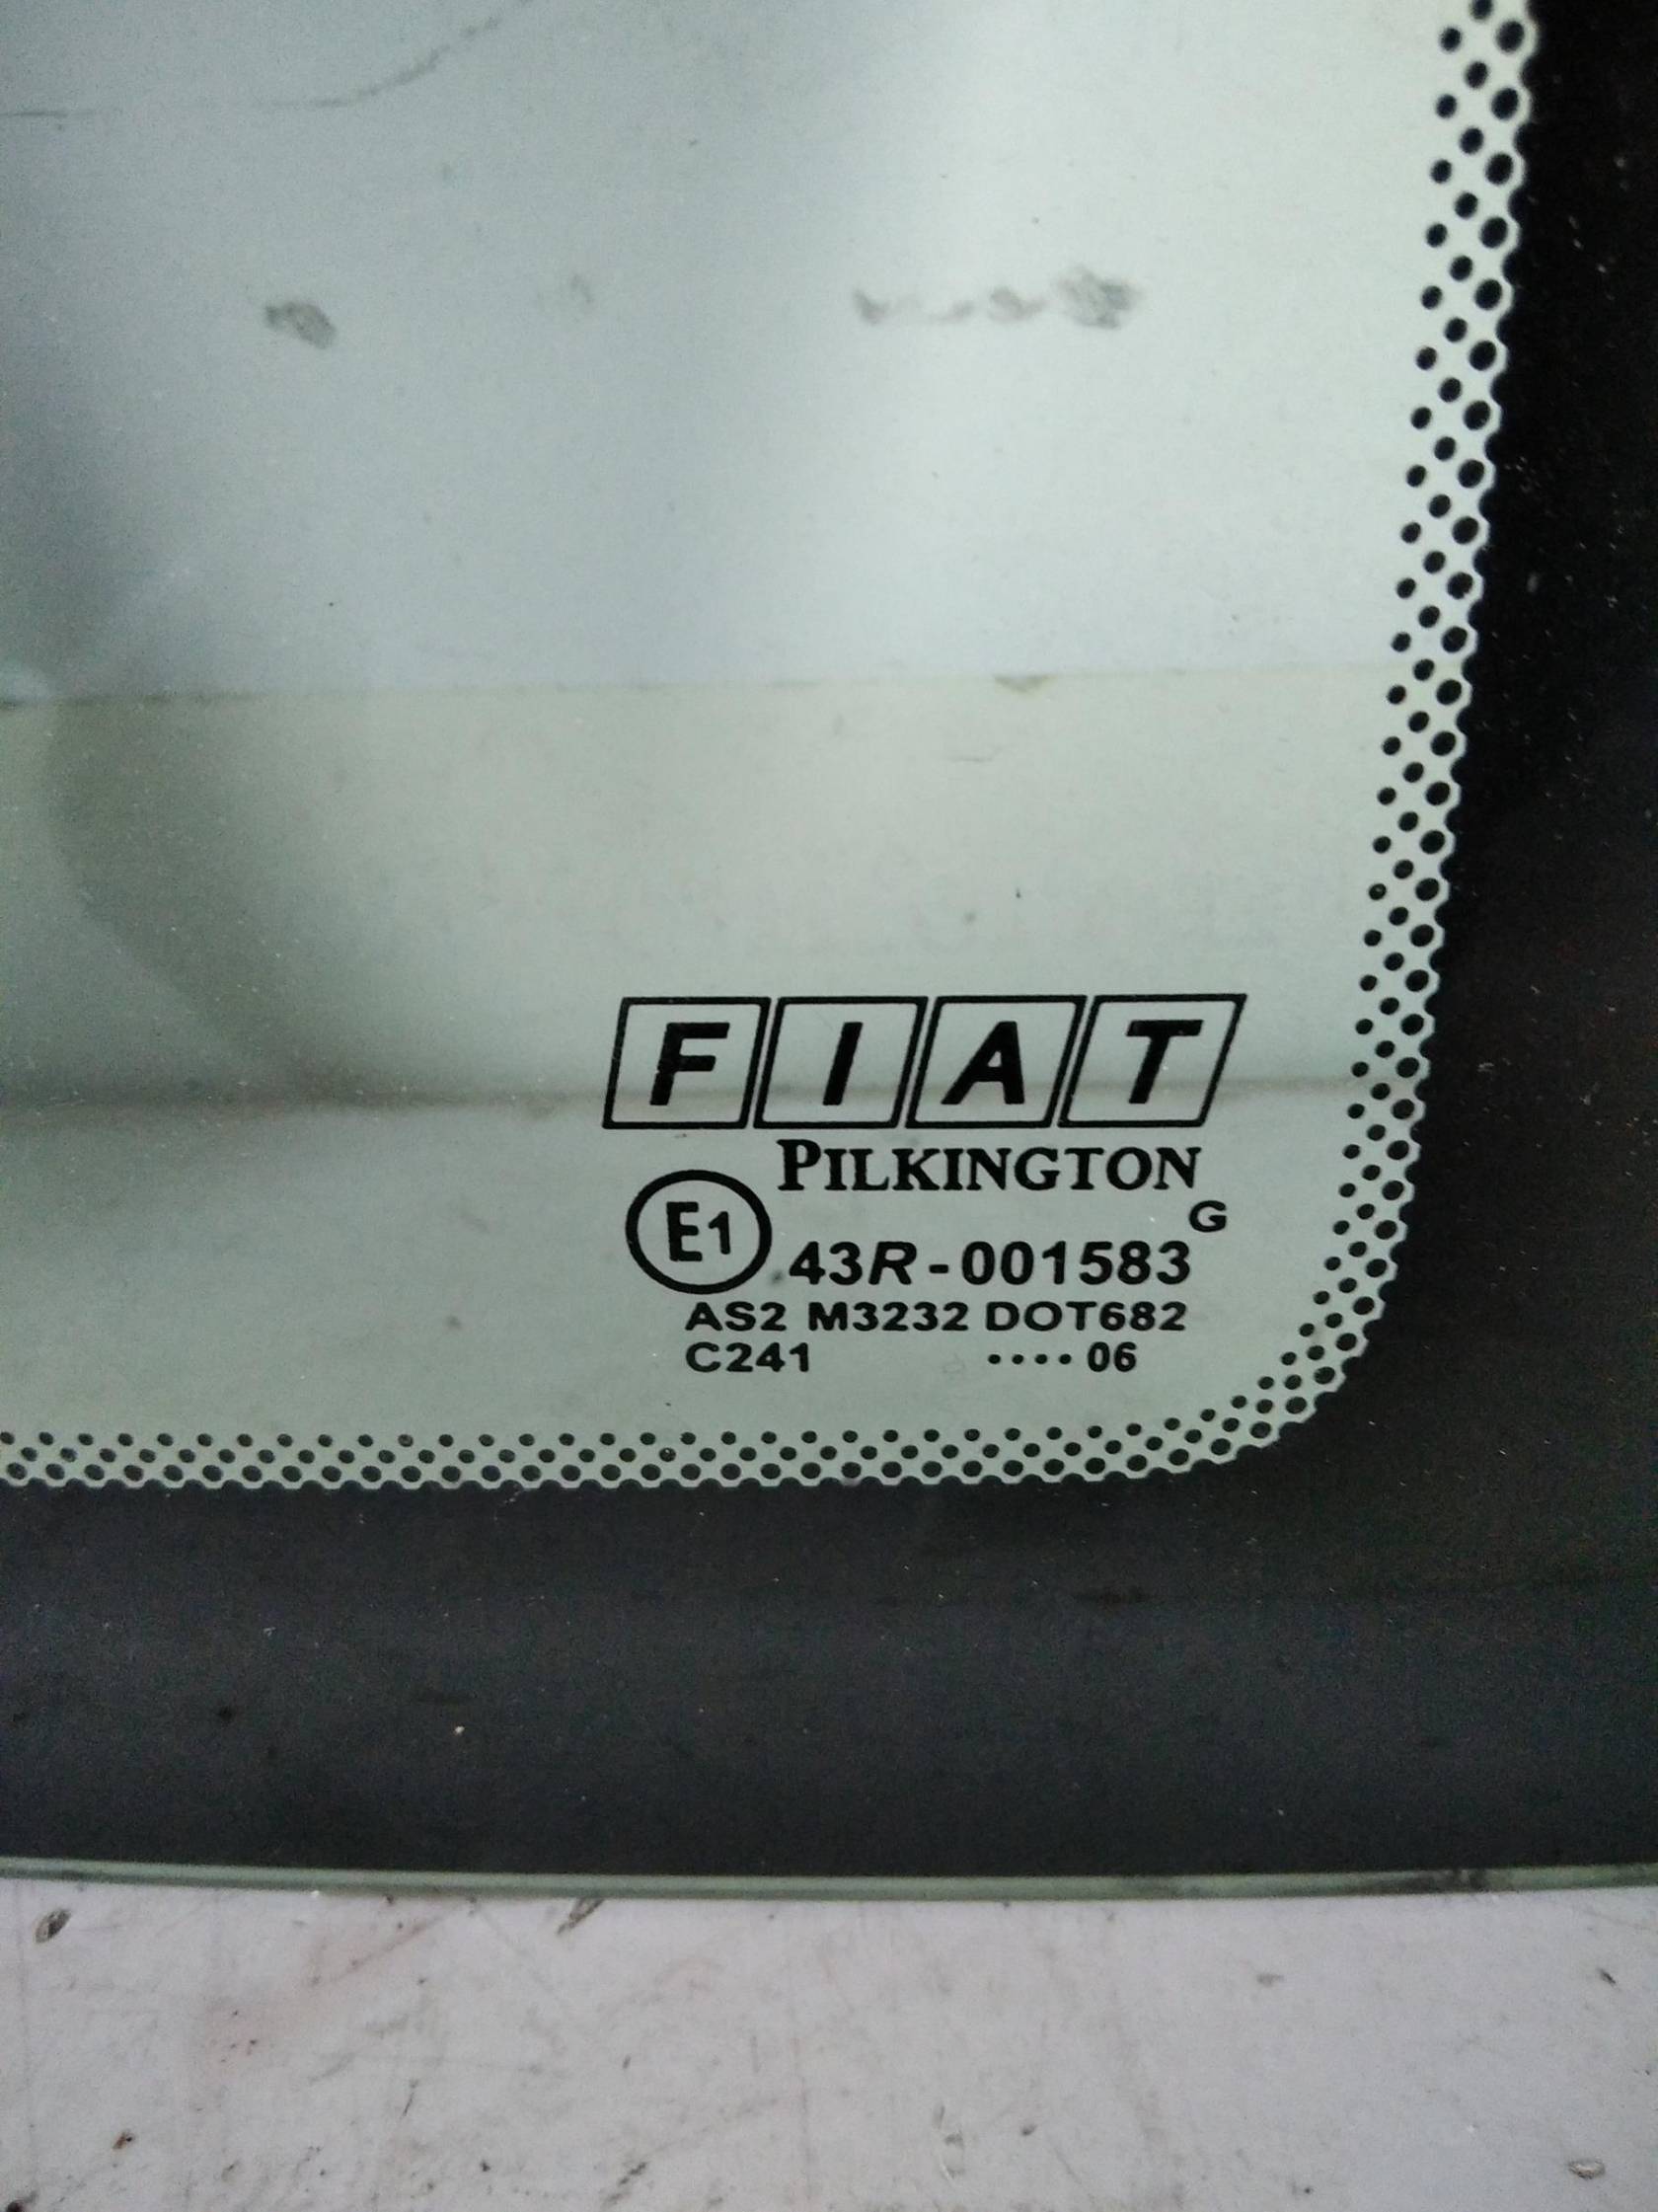 FIAT
PILKINGTON
G
E1 43R-001583
AS2 M3232 DOT682
C241 ····06